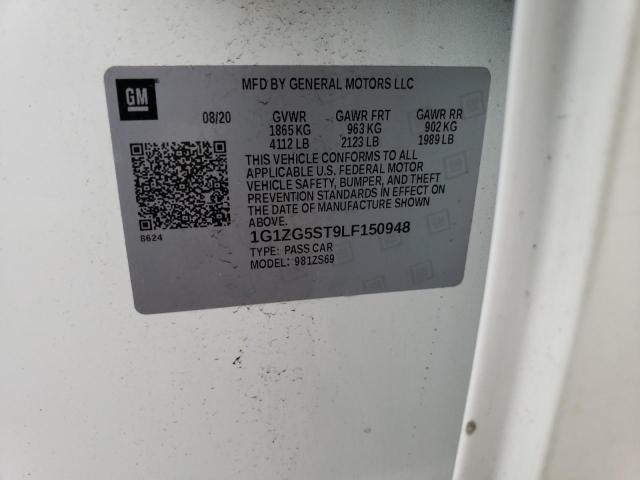 GM
MFD BY GENERAL MOTORS LLC
08/20 GVWR GAWR FRT GAWR RR
1865 KG 963 KG 902 KG
4112 LB 2123 LB 1989 LB
THIS VEHICLE CONFORMS TO ALL
APPLICABLE U.S. FEDERAL MOTOR
VEHICLE SAFETY, BUMPER, AND THEFT
PREVENTION STANDARDS IN EFFECT ON
THE DATE OF MANUFACTURE SHOWN
ABOVE.
8624
1G1ZG5ST9LF150948
TYPE: PASS CAR
MODEL: 981ZS69